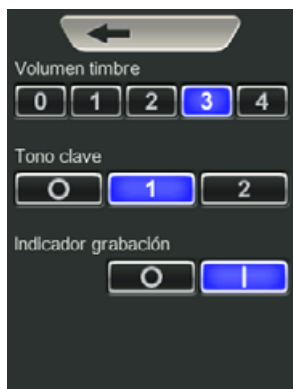 Volumen timbre
0 1 2 3 4
Tono clave
O 1 2
Indicador grabación
O I